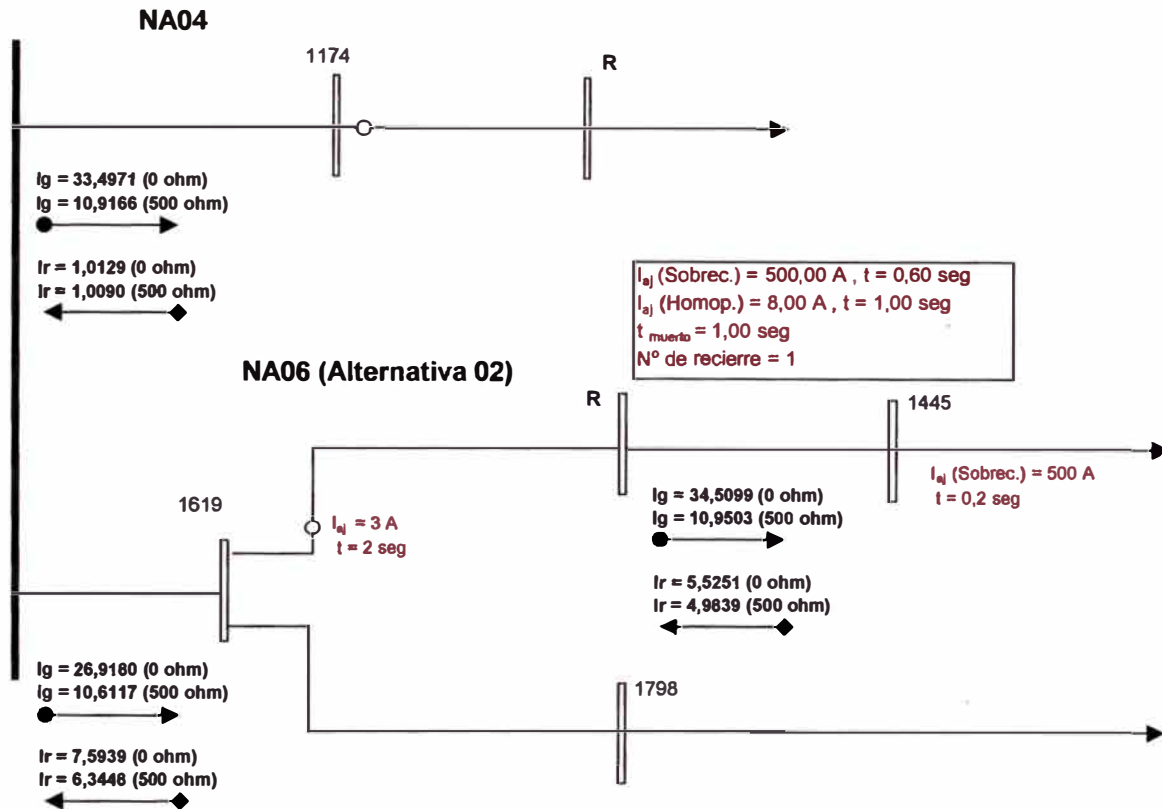 NA04
1174
R
Ig = 33,4971 (0 ohm)
Ig = 10,9166 (500 ohm)
Ir = 1,0129 (0 ohm)
Ir = 1,0090 (500 ohm)
Iaj (Sobrec.) = 500,00 A , t = 0,60 seg
Iaj (Homop.) = 8,00 A , t = 1,00 seg
t muerto = 1,00 seg
Nº de recierre = 1
NA06 (Alternativa 02)
R
1445
Iaj (Sobrec.) = 500 A
t = 0,2 seg
1619
Iaj = 3 A
t = 2 seg
Ig = 34,5099 (0 ohm)
Ig = 10,9503 (500 ohm)
Ir = 5,5251 (0 ohm)
Ir = 4,9839 (500 ohm)
Ig = 26,9180 (0 ohm)
Ig = 10,6117 (500 ohm)
Ir = 7,5939 (0 ohm)
Ir = 6,3448 (500 ohm)
1798